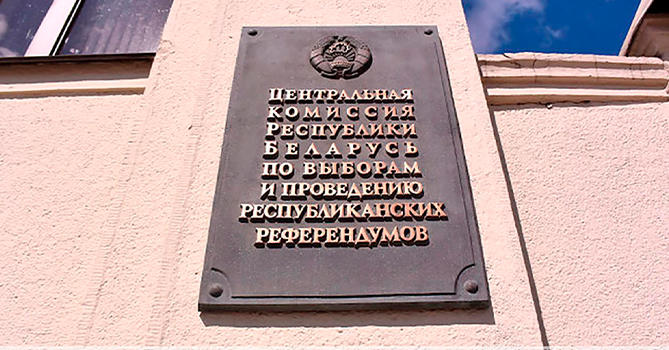 ЦЕНТРАЛЬНАЯ
КОМИССИЯ
РЕСПУБЛИКИ
БЕЛАРУСЬ
ПО ВЫБОРАМ
И ПРОВЕДЕНИЮ
РЕСПУБЛИКАНСКИХ
РЕФЕРЕНДУМОВ